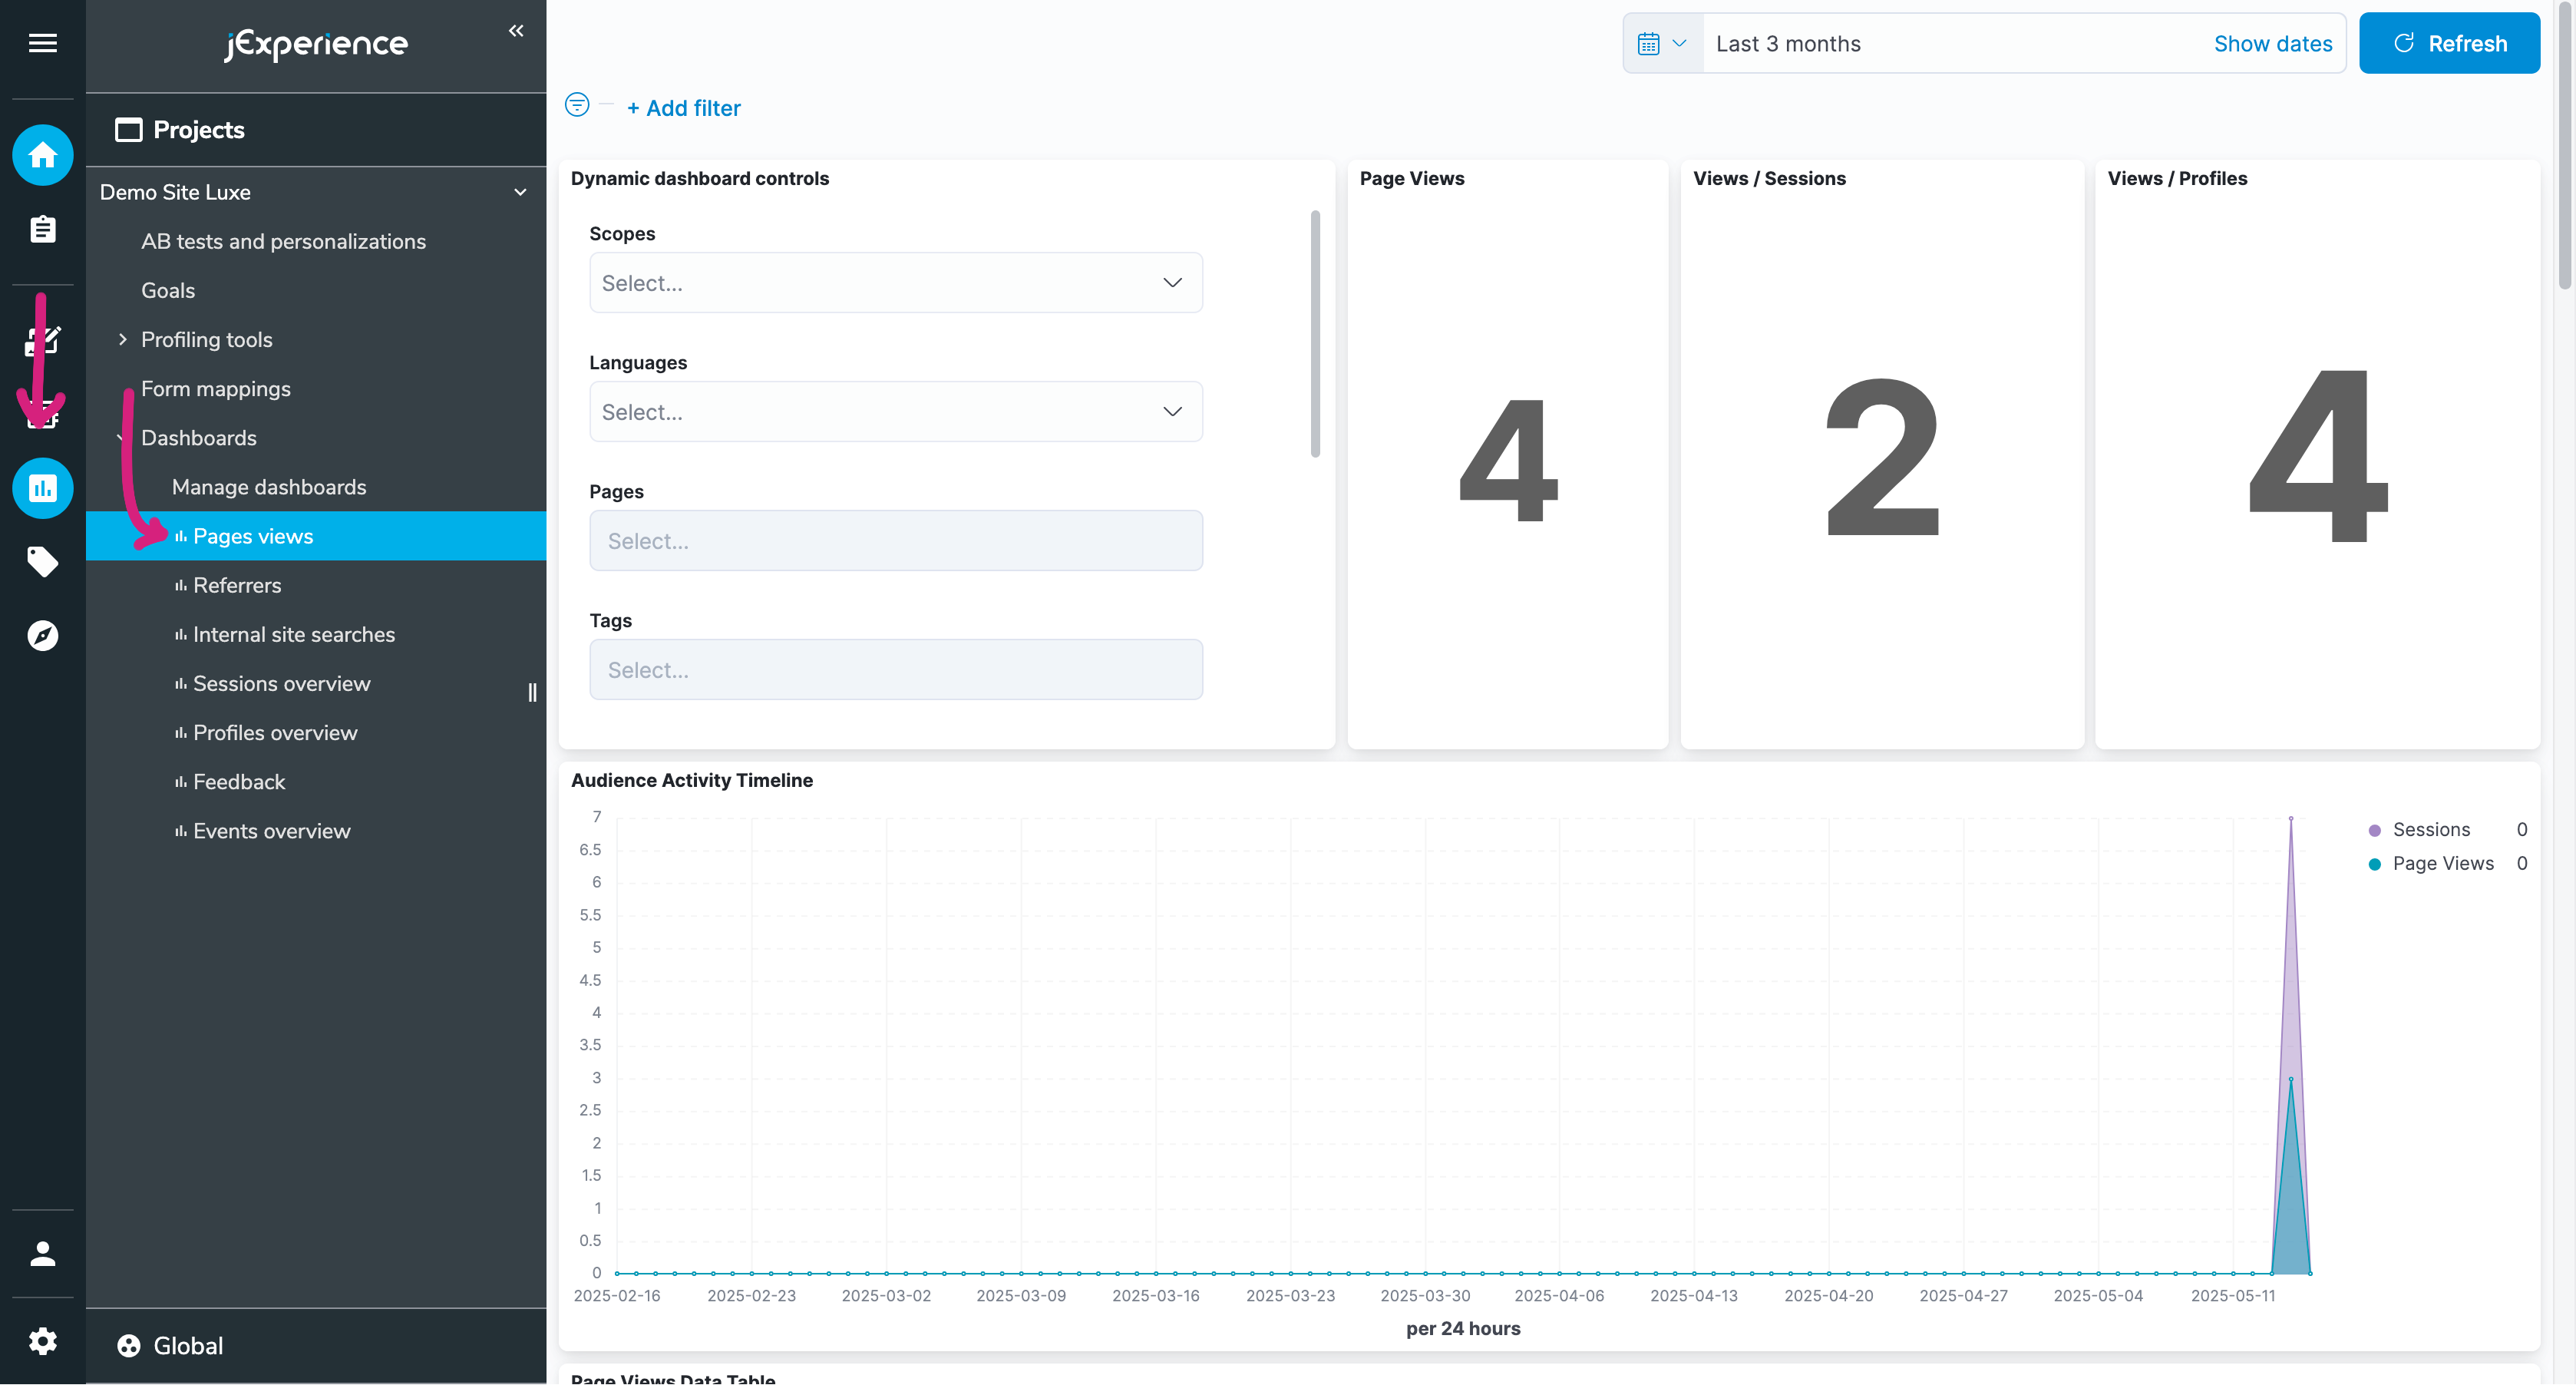 jExperience
Projects
Demo Site Luxe
AB tests and personalizations
Goals
Profiling tools
Form mappings
Dashboards
Manage dashboards
Pages views
Referrers
Internal site searches
Sessions overview
Profiles overview
Feedback
Events overview
Global
Last 3 months
Show dates
Refresh
+ Add filter
Dynamic dashboard controls
Scopes
Select...
Languages
Select...
Pages
Select...
Tags
Select...
Page Views
4
Views / Sessions
2
Views / Profiles
4
Audience Activity Timeline
7
6.5
6
5.5
5
4.5
4
3.5
3
2.5
2
1.5
1
0.5
0
2025-02-16 2025-02-23 2025-03-02 2025-03-09 2025-03-16 2025-03-23 2025-03-30 2025-04-06 2025-04-13 2025-04-20 2025-04-27 2025-05-04 2025-05-11
per 24 hours
Sessions 0
Page Views 0
Page Views Data Table